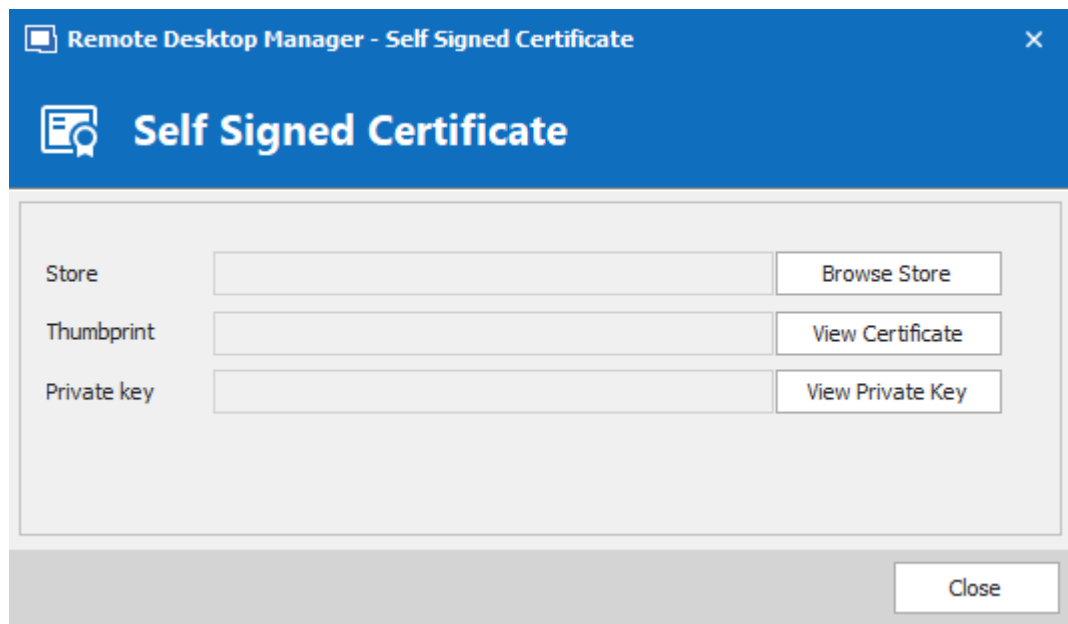 Remote Desktop Manager - Self Signed Certificate
Self Signed Certificate
Store Browse Store
Thumbprint View Certificate
Private key View Private Key
Close